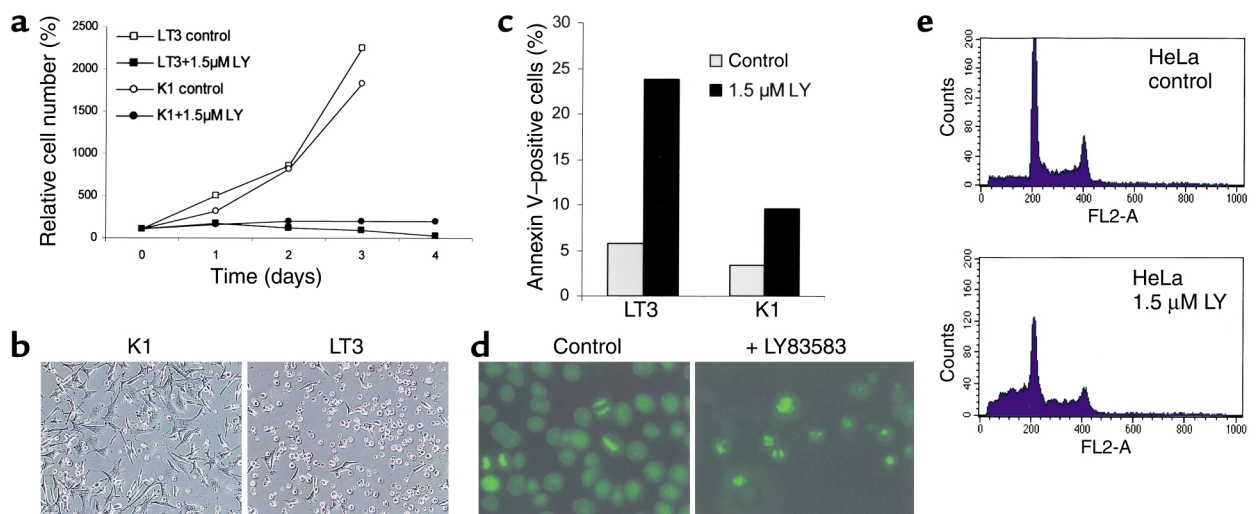 a
Relative cell number (%)
2500
2000
1500
1000
500
0
LT3 control
LT3+1.5μM LY
K1 control
K1+1.5μM LY
0 1 2 3 4
Time (days)
b
K1
LT3
c
Annexin V–positive cells (%)
30
25
20
15
10
5
0
Control
1.5 μM LY
LT3
K1
d
Control
+ LY83583
e
Counts
200
160
120
80
40
0
HeLa
control
0 200 400 600 800 1000
FL2-A
Counts
200
160
120
80
40
0
HeLa
1.5 μM LY
0 200 400 600 800 1000
FL2-A